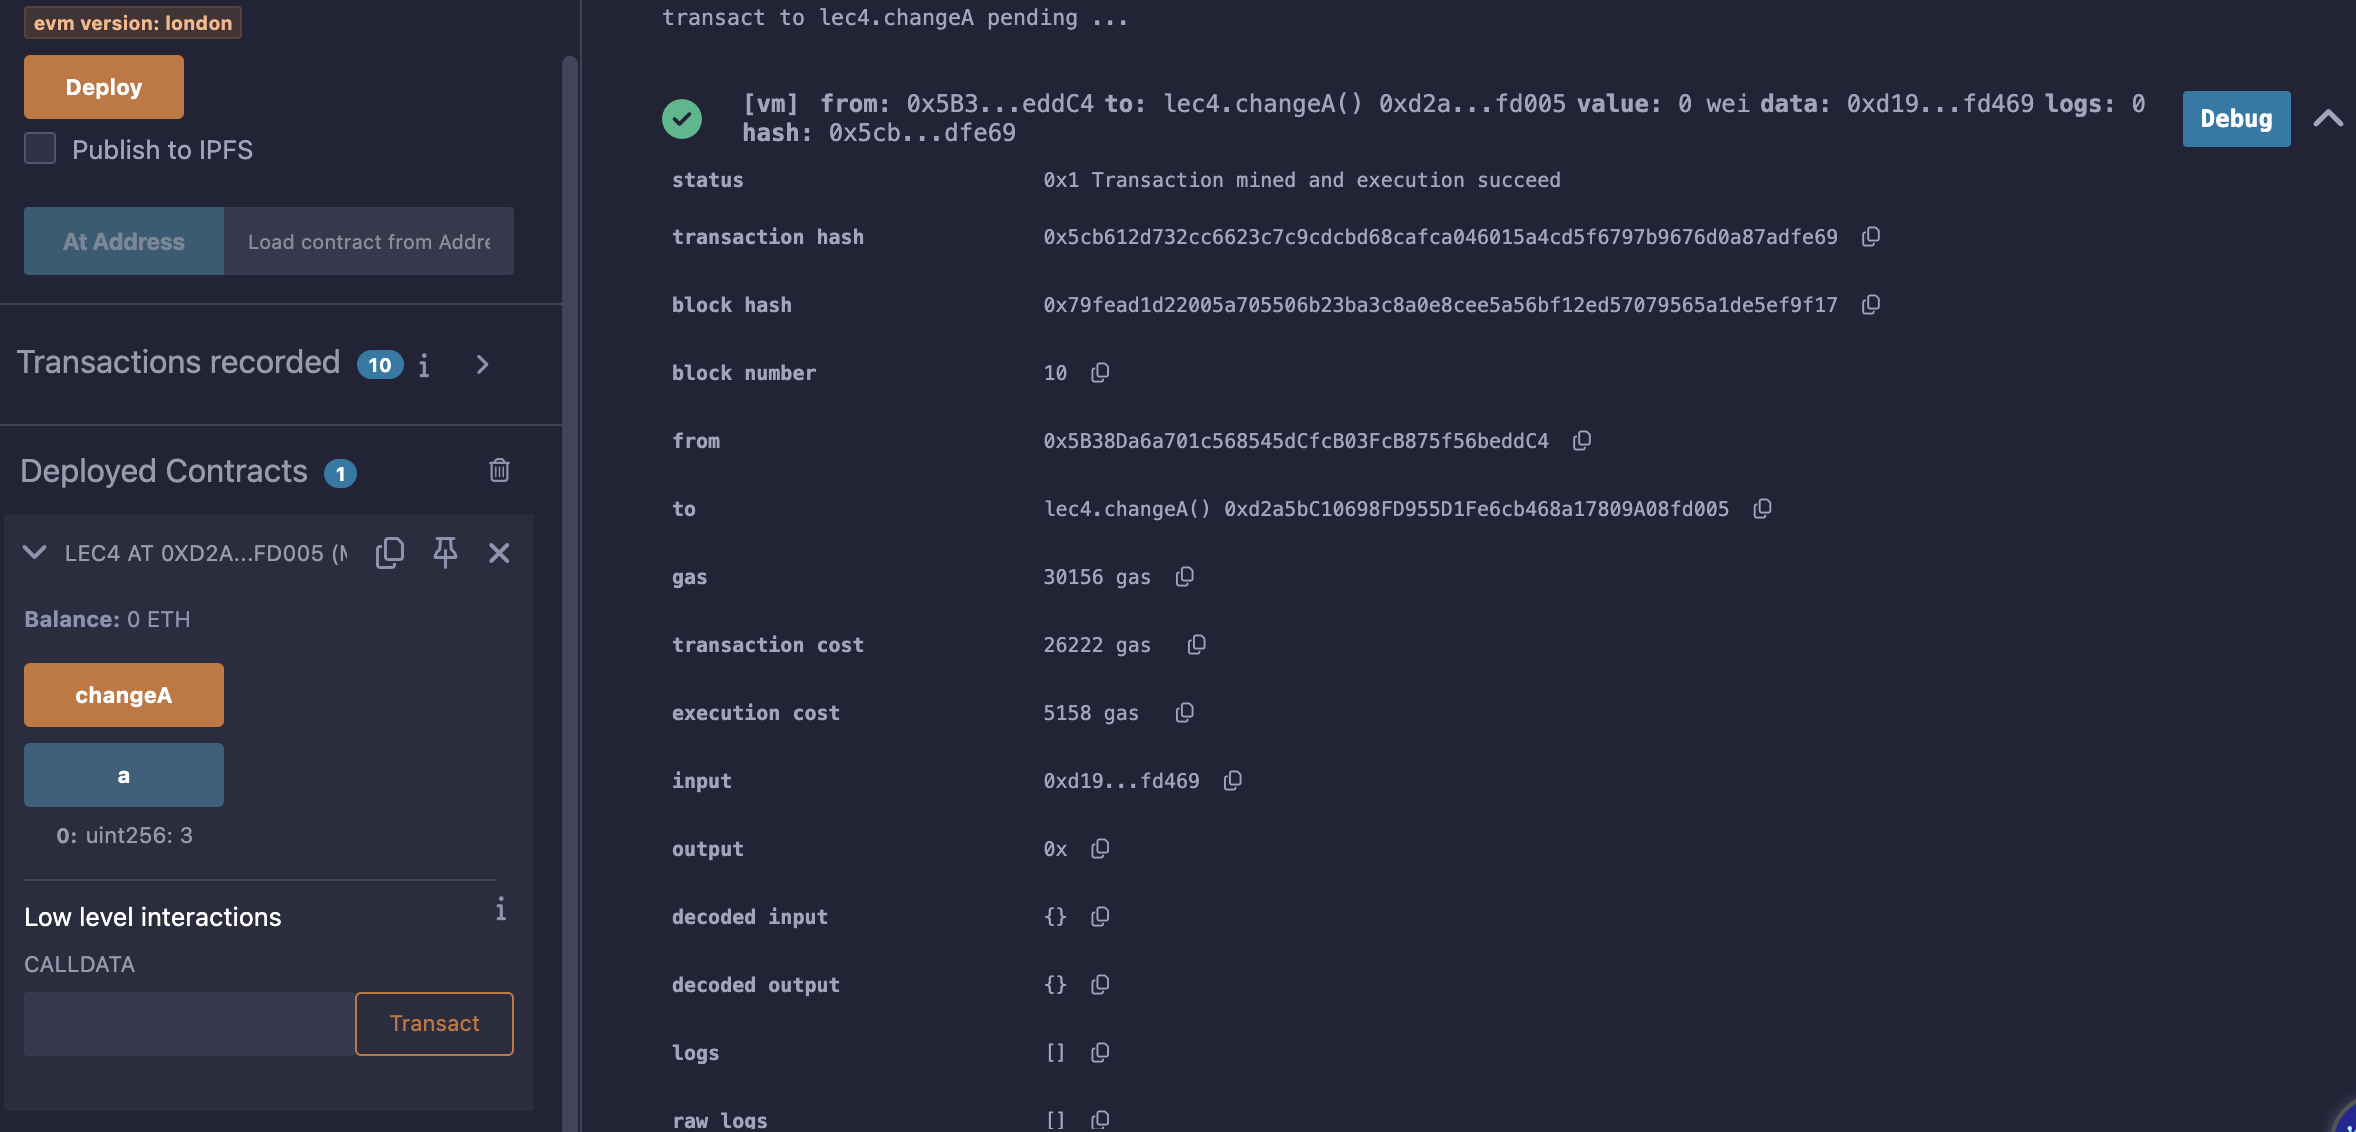 evm version: london
Deploy
Publish to IPFS
At Address
Load contract from Addre
Transactions recorded 10 i
Deployed Contracts 1
LEC4 AT 0XD2A...FD005 (
Balance: 0 ETH
changeA
a
0: uint256: 3
Low level interactions i
CALLDATA
Transact
transact to lec4.changeA pending ...
[vm] from: 0x5B3...eddC4 to: lec4.changeA() 0xd2a...fd005 value: 0 wei data: 0xd19...fd469 logs: 0
hash: 0x5cb...dfe69
Debug
status 0x1 Transaction mined and execution succeed
transaction hash 0x5cb612d732cc6623c7c9cdcbd68cafca046015a4cd5f6797b9676d0a87adfe69
block hash 0x79fead1d22005a705506b23ba3c8a0e8cee5a56bf12ed57079565a1de5ef9f17
block number 10
from 0x5B38Da6a701c568545dCfcB03FcB875f56beddC4
to lec4.changeA() 0xd2a5bC10698FD955D1Fe6cb468a17809A08fd005
gas 30156 gas
transaction cost 26222 gas
execution cost 5158 gas
input 0xd19...fd469
output 0x
decoded input {}
decoded output {}
logs []
raw logs []